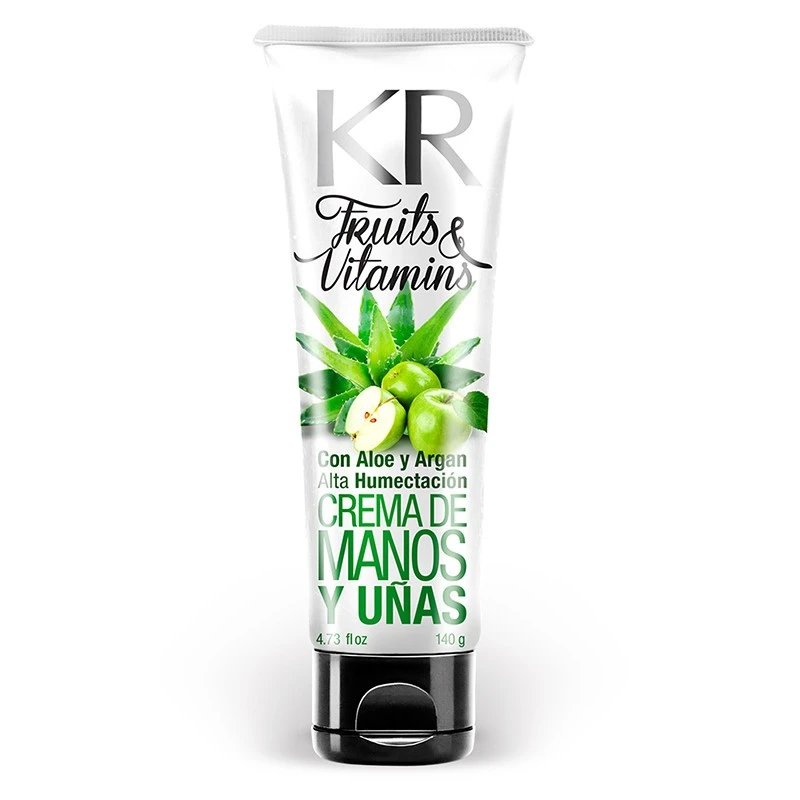 KR
Fruits &
Vitamins
Con Aloe y Argan
Alta Humectación
CREMA DE
MANOS
Y UÑAS
4.73 fl oz 140 g